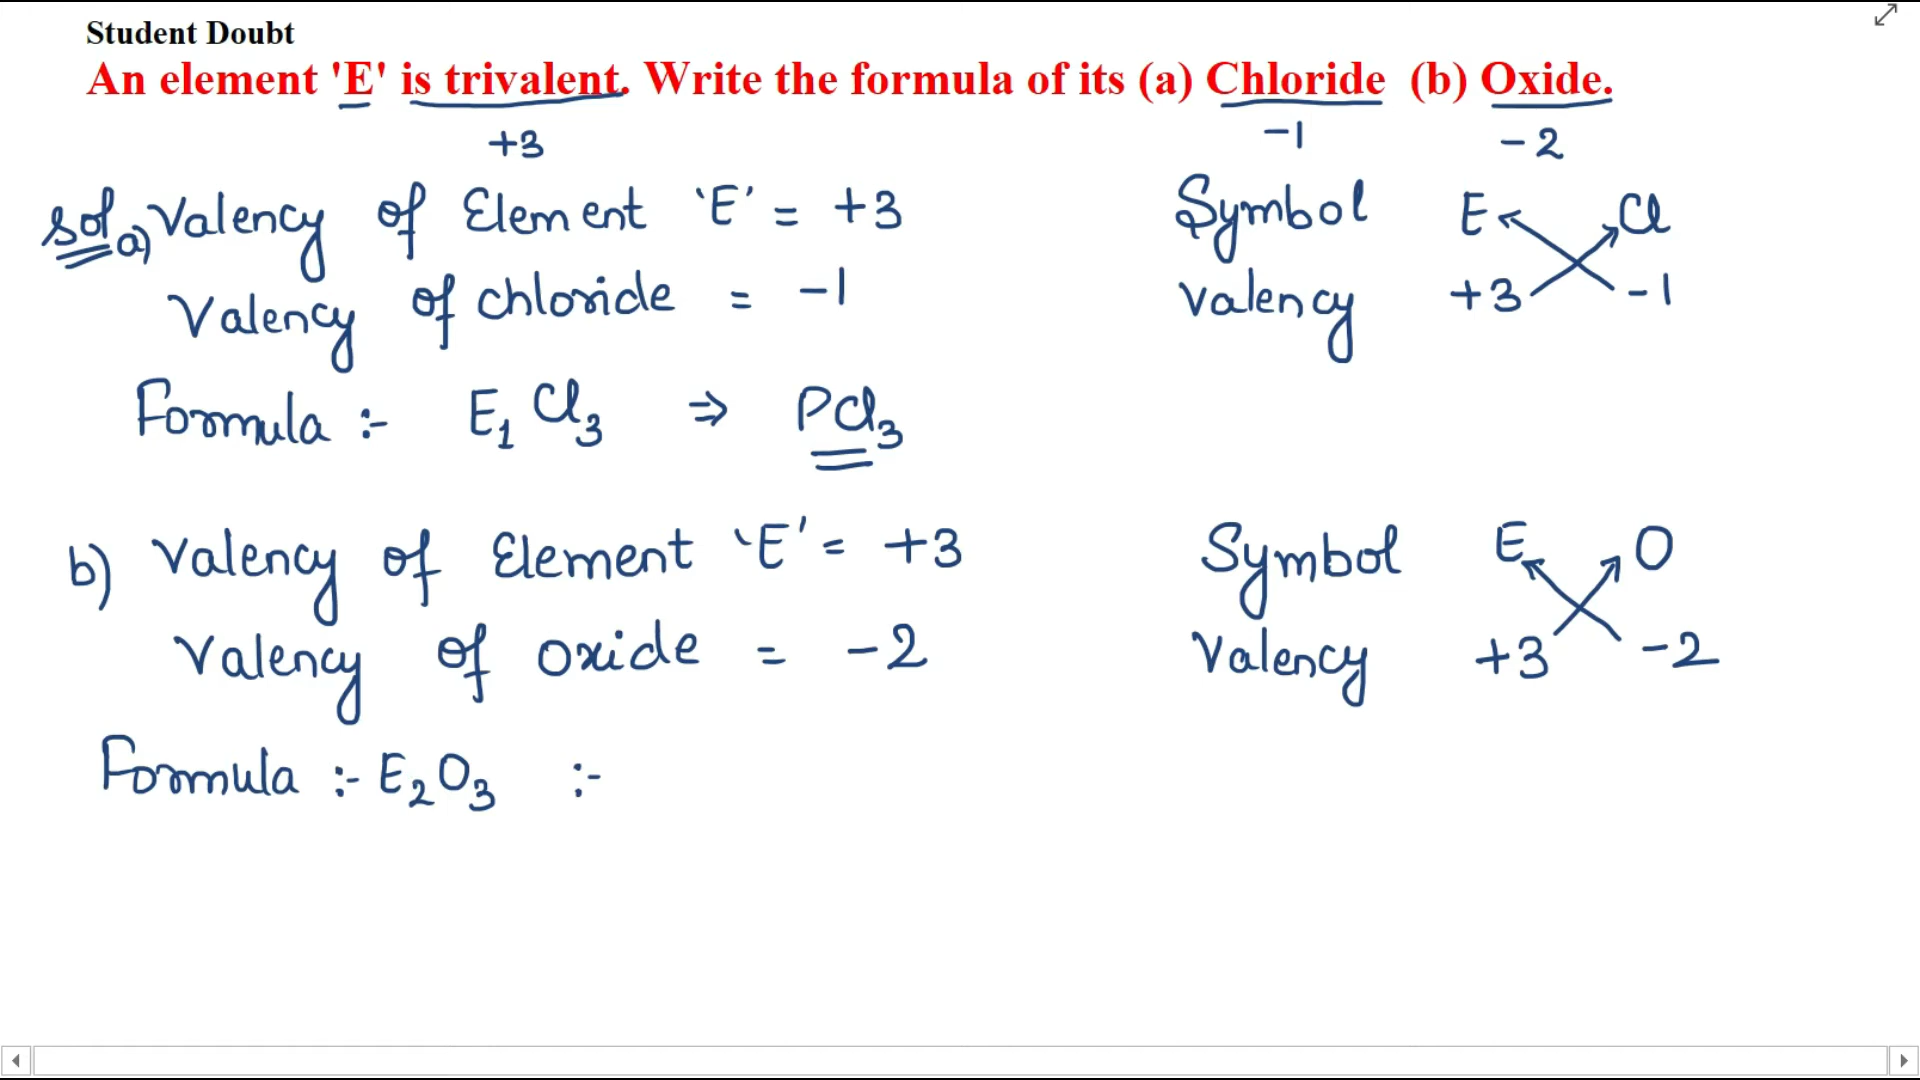 Student Doubt
An element 'E' is trivalent. Write the formula of its (a) Chloride (b) Oxide.
+3 -1 -2
Sol a) Valency of Element 'E' = +3
Valency of chloride = -1
Symbol E Cl
Valency +3 -1
Formula :- E₁Cl₃ ⇒ PCl₃
b) Valency of Element 'E' = +3
Valency of oxide = -2
Symbol E O
Valency +3 -2
Formula :- E₂O₃ :-